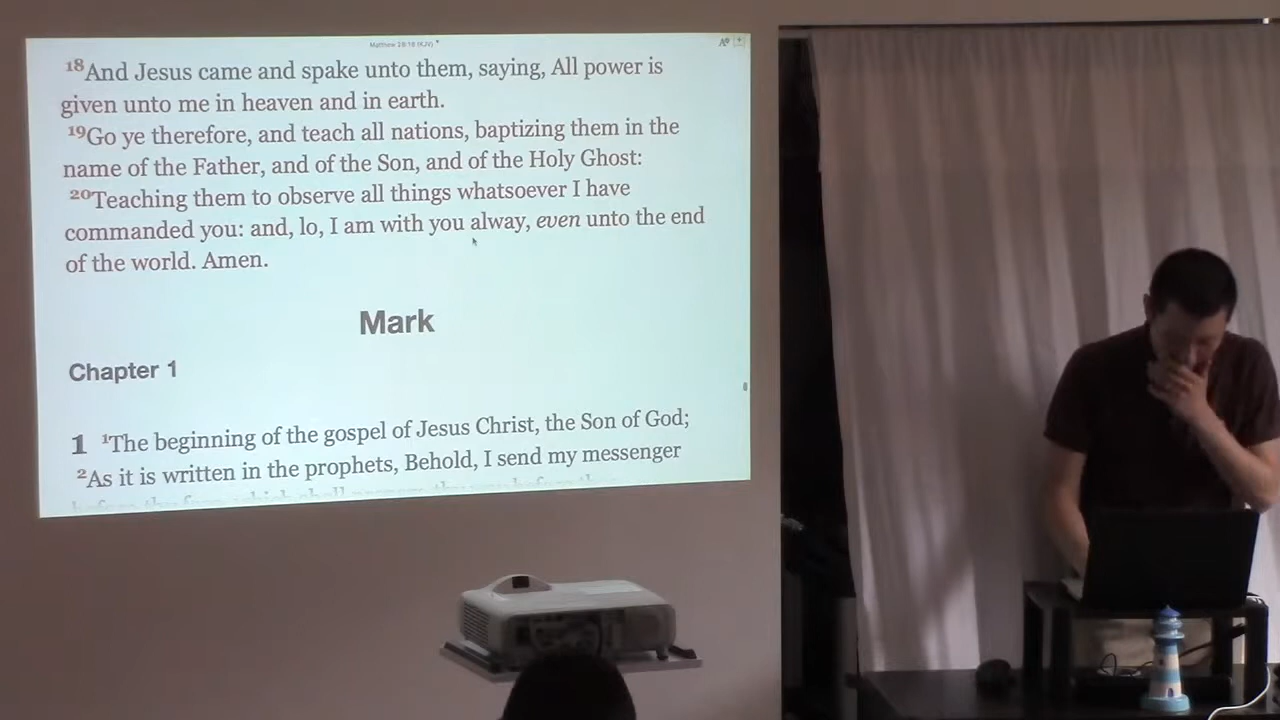 Matthew 28:18 (KJV)
18And Jesus came and spake unto them, saying, All power is
given unto me in heaven and in earth.
19Go ye therefore, and teach all nations, baptizing them in the
name of the Father, and of the Son, and of the Holy Ghost:
20Teaching them to observe all things whatsoever I have
commanded you: and, lo, I am with you alway, even unto the end
of the world. Amen.
Mark
Chapter 1
1 1The beginning of the gospel of Jesus Christ, the Son of God;
2As it is written in the prophets, Behold, I send my messenger